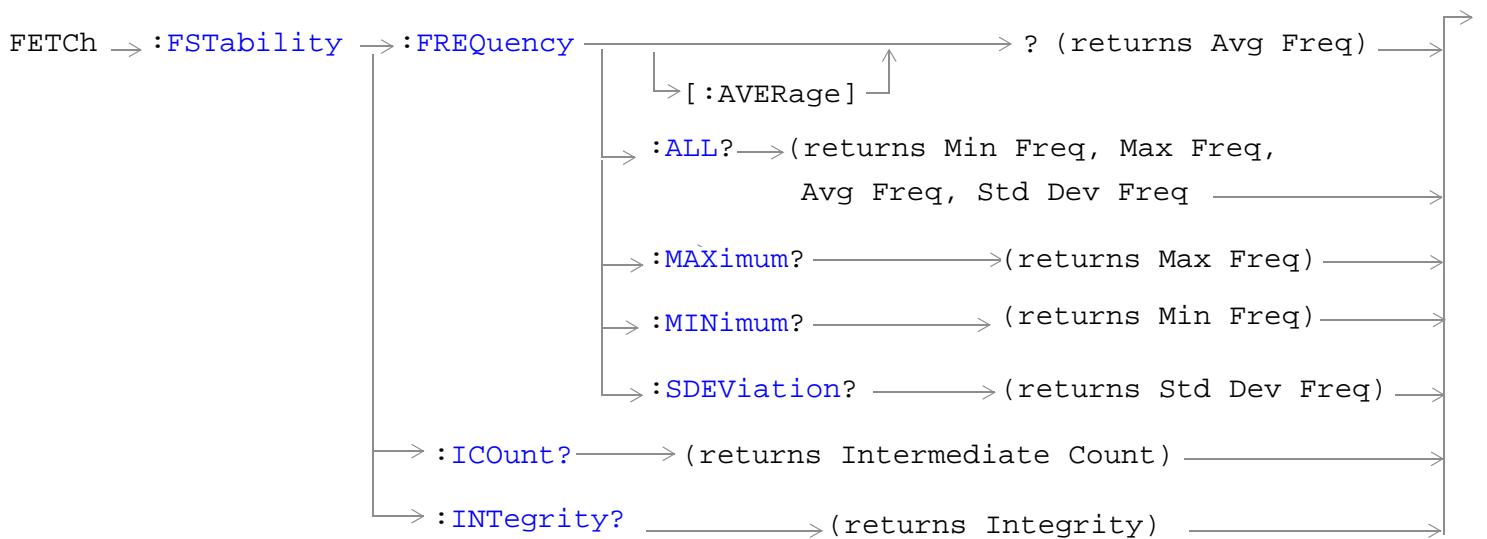 FETCh :FSTability :FREQuency ? (returns Avg Freq)
[:AVERage]
:ALL? (returns Min Freq, Max Freq,
Avg Freq, Std Dev Freq
:MAXimum? (returns Max Freq)
:MINimum? (returns Min Freq)
:SDEViation? (returns Std Dev Freq)
:ICOunt? (returns Intermediate Count)
:INTegrity? (returns Integrity)